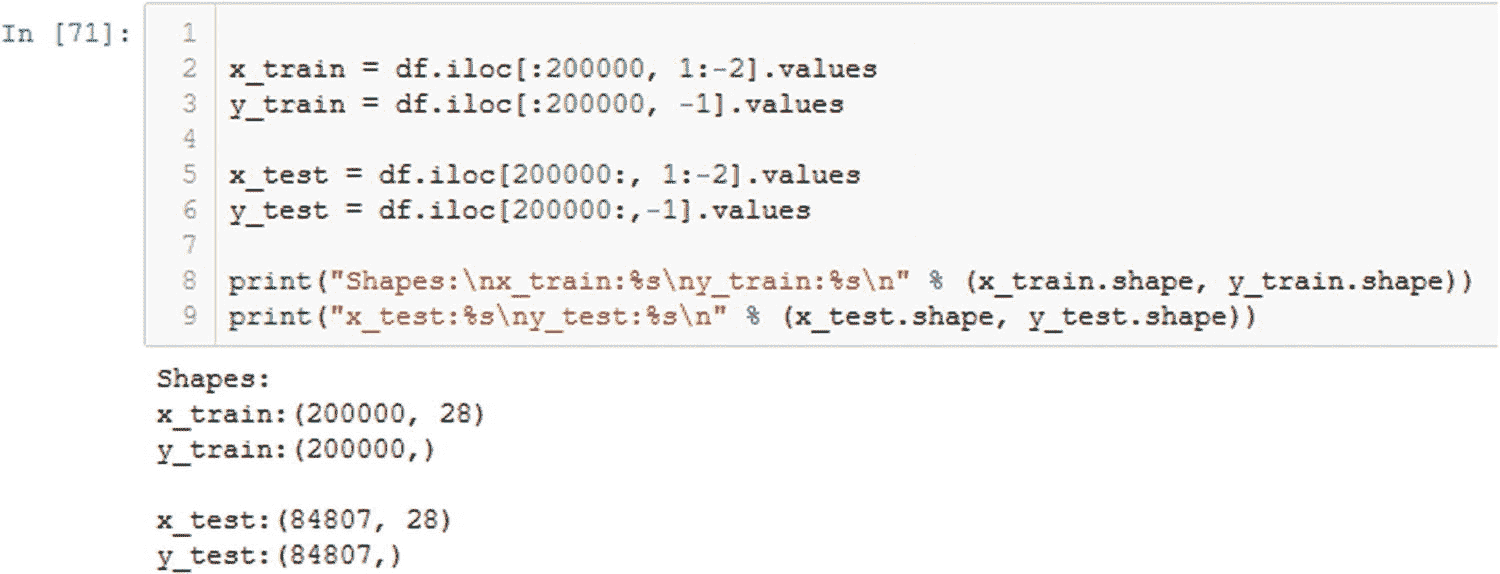 In [71]:
1
2 x_train = df.iloc[:200000, 1:-2].values
3 y_train = df.iloc[:200000, -1].values
4
5 x_test = df.iloc[200000:, 1:-2].values
6 y_test = df.iloc[200000:,-1].values
7
8 print("Shapes:\nx_train:%s\ny_train:%s\n" % (x_train.shape, y_train.shape))
9 print("x_test:%s\ny_test:%s\n" % (x_test.shape, y_test.shape))
Shapes:
x_train:(200000, 28)
y_train:(200000,)
x_test:(84807, 28)
y_test:(84807,)